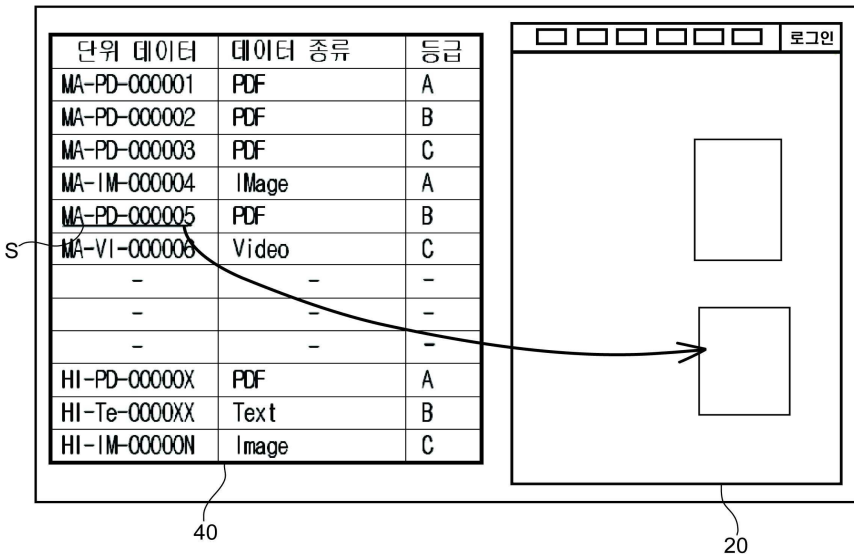 단위 데이터 데이터 종류 등급
MA-PD-000001 PDF A
MA-PD-000002 PDF B
MA-PD-000003 PDF C
MA-IM-000004 IMage A
MA-PD-000005 PDF B
MA-VI-000006 Video C
- - -
- - -
- - -
HI-PD-00000X PDF A
HI-Te-0000XX Text B
HI-IM-00000N Image C
로그인
S
40
20